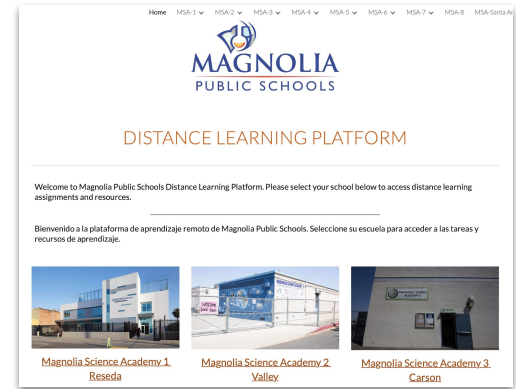 Home MSA-1 MSA-2 MSA-3 MSA-4 MSA-5 MSA-6 MSA-7 MSA-8 MSA-Santa An
MAGNOLIA
PUBLIC SCHOOLS
DISTANCE LEARNING PLATFORM
Welcome to Magnolia Public Schools Distance Learning Platform. Please select your school below to access distance learning
assignments and resources.
Bienvenido a la plataforma de aprendizaje remoto de Magnolia Public Schools. Seleccione su escuela para acceder a las tareas y
recursos de aprendizaje.
Magnolia Science Academy 1
Reseda
Magnolia Science Academy 2
Valley
Magnolia Science Academy 3
Carson